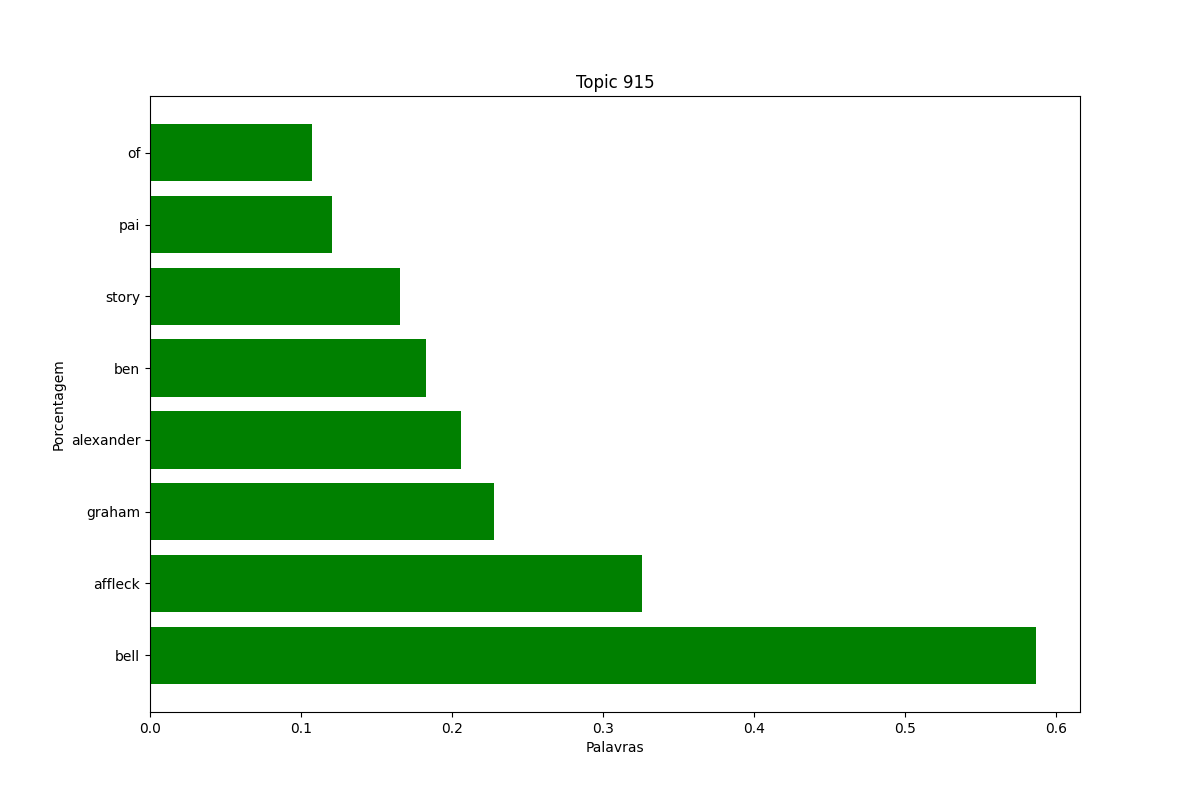 Topic 915
of
pai
story
ben
alexander
graham
affleck
bell
Porcentagem
0.0 0.1 0.2 0.3 0.4 0.5 0.6
Palavras